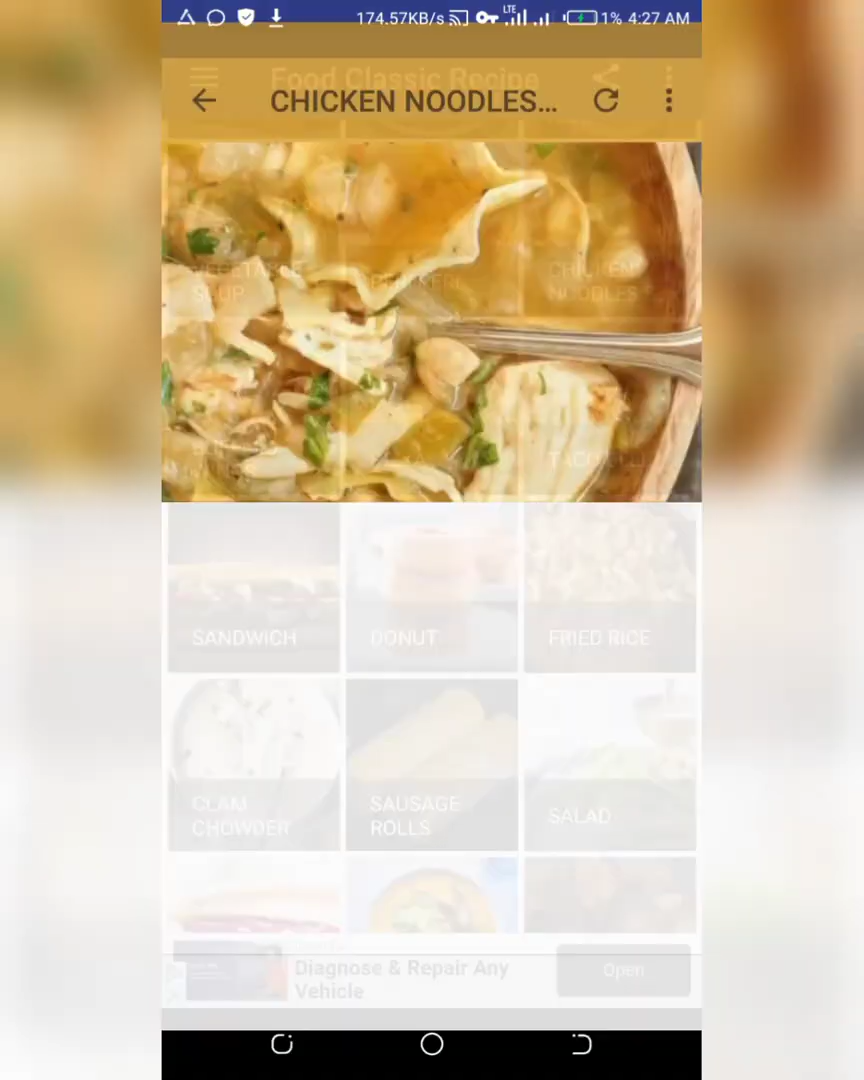 174.57KB/s LTE 1% 4:27 AM
Food Classic Recipe
CHICKEN NOODLES...
VEGETABLE
SOUP
CHICKEN
NOODLES
SANDWICH
DONUT
FRIED RICE
CLAM
CHOWDER
SAUSAGE
ROLLS
SALAD
Diagnose & Repair Any
Vehicle
Open